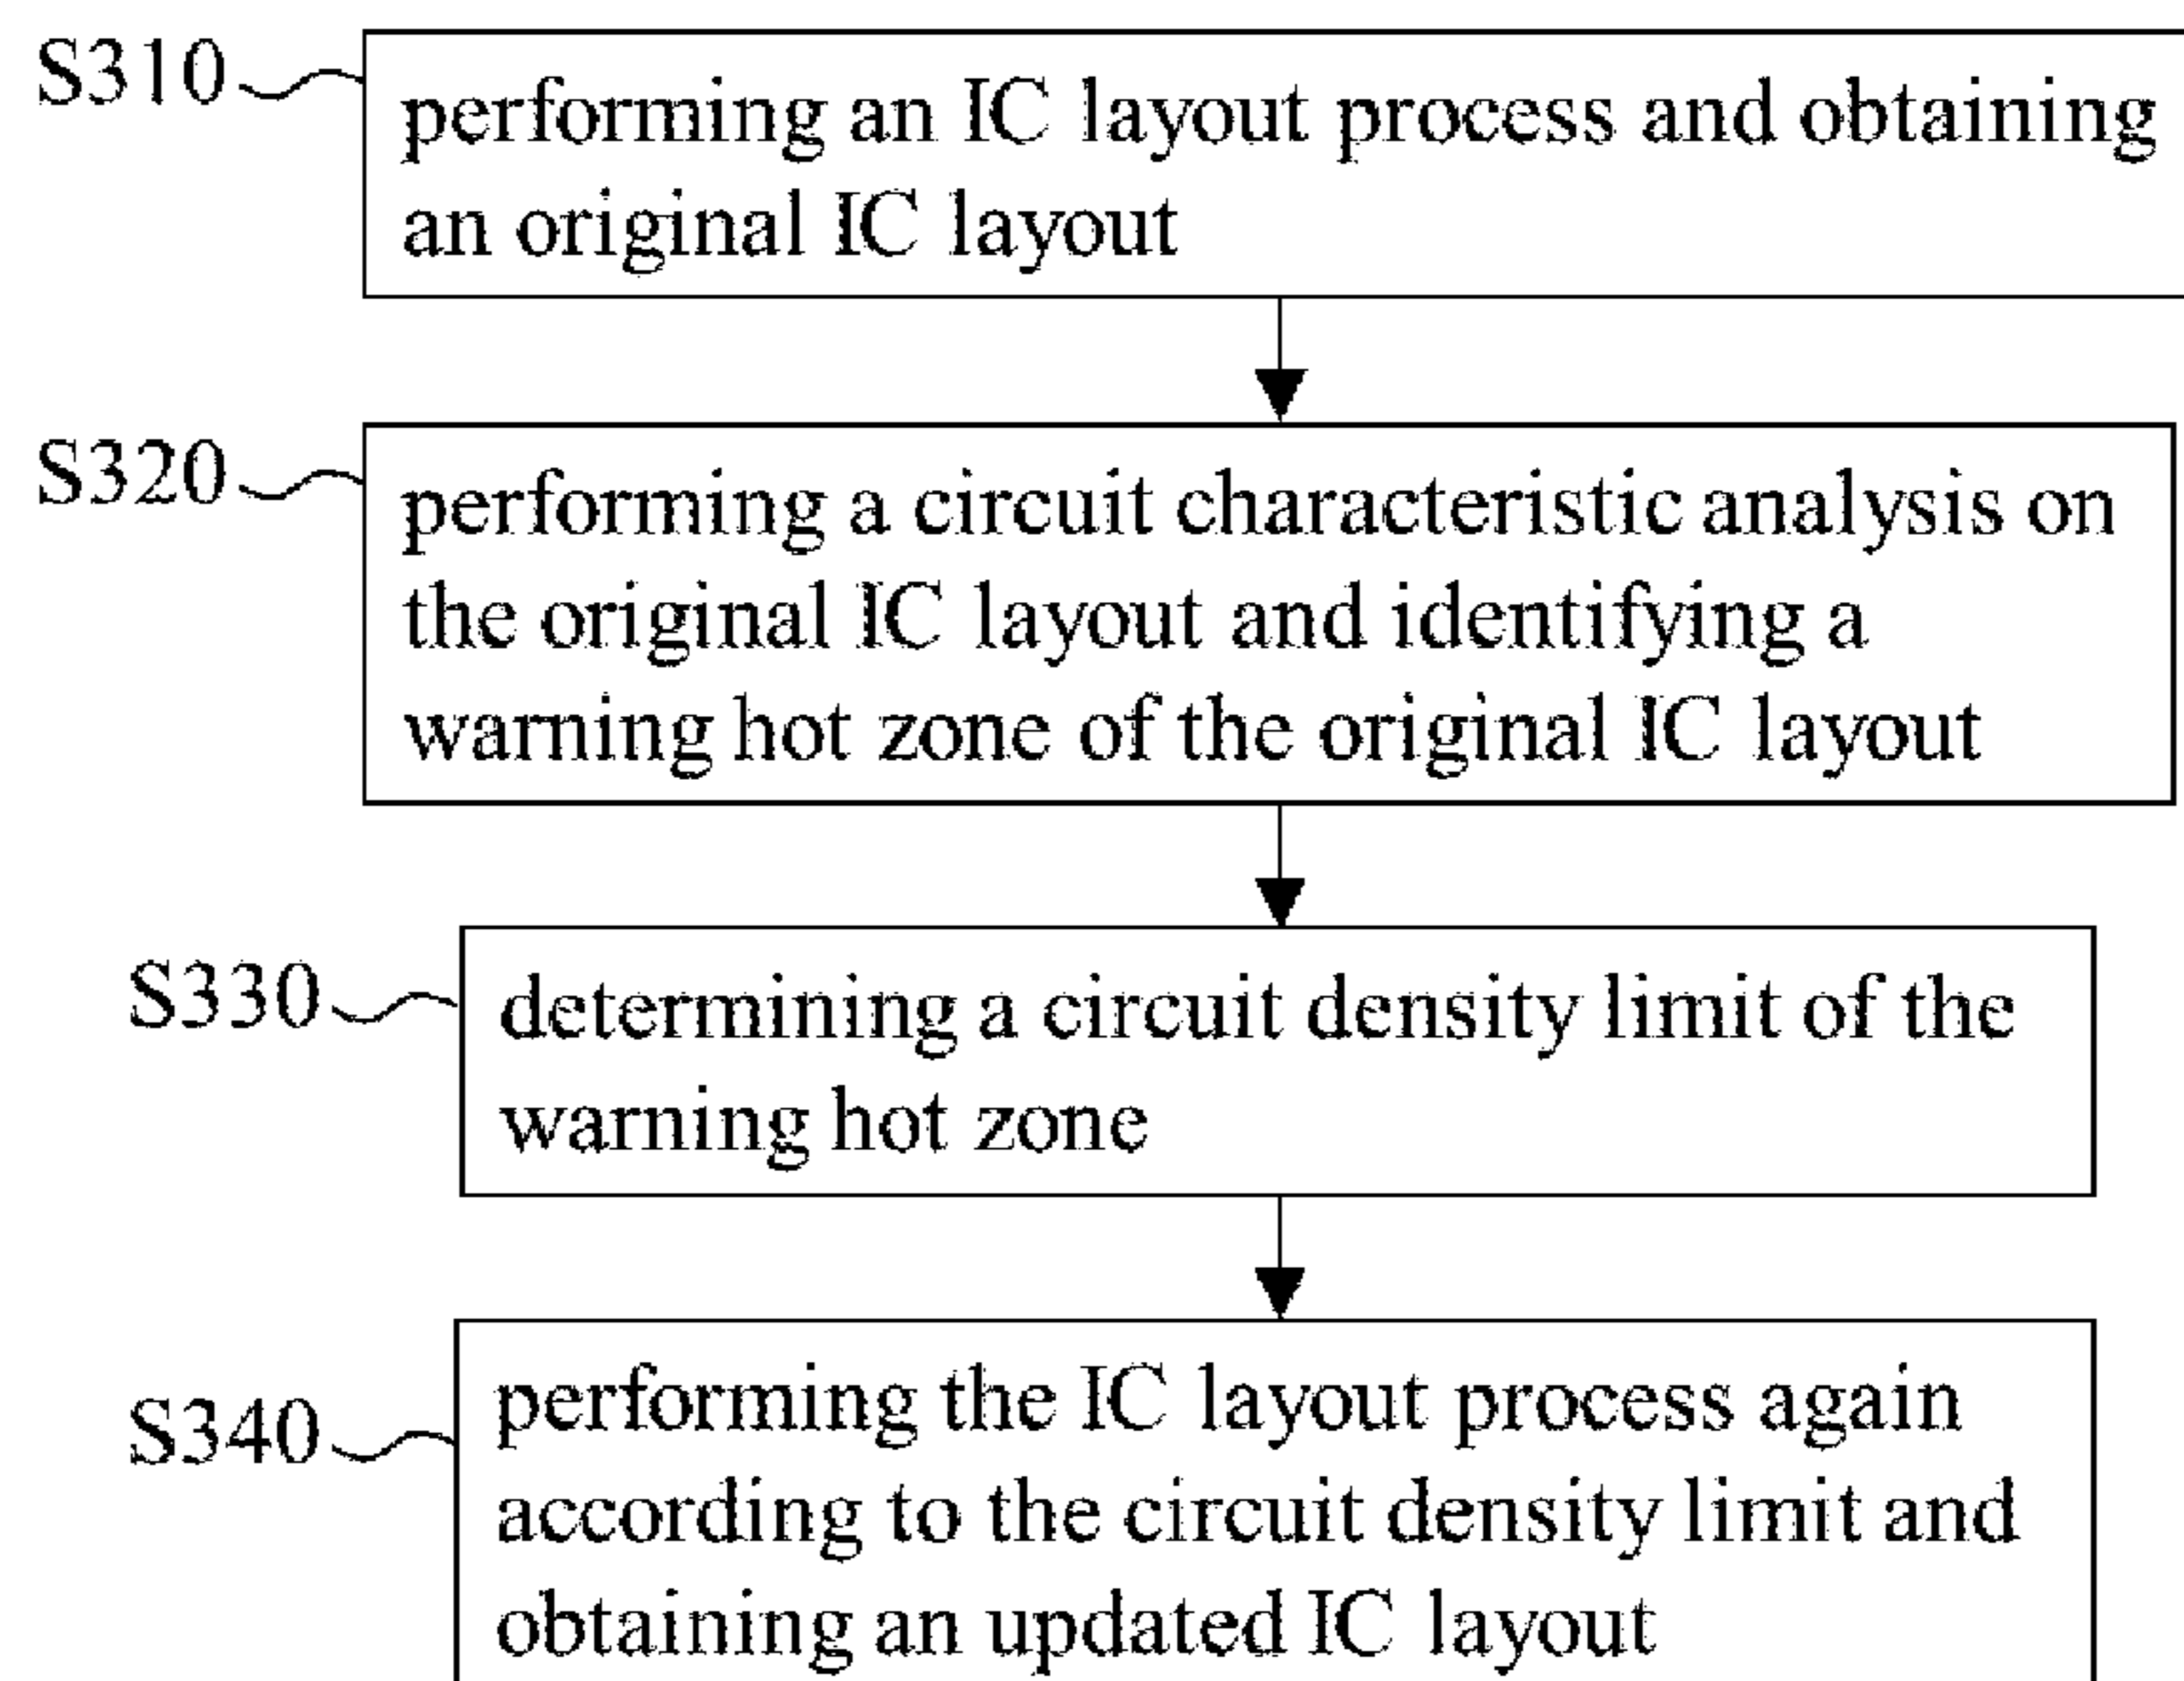 S310
performing an IC layout process and obtaining
an original IC layout
S320
performing a circuit characteristic analysis on
the original IC layout and identifying a
warning hot zone of the original IC layout
S330
determining a circuit density limit of the
warning hot zone
S340
performing the IC layout process again
according to the circuit density limit and
obtaining an updated IC layout